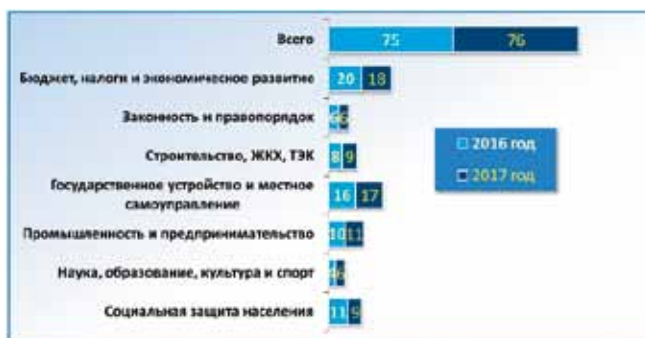 Всего 75 76
Бюджет, налоги и экономическое развитие 20 18
Законность и правопорядок 6 6
Строительство, ЖКХ, ТЭК 8 9
Государственное устройство и местное
самоуправление 16 17
Промышленность и предпринимательство 10 11
Наука, образование, культура и спорт 4 6
Социальная защита населения 11 9
2016 год
2017 год